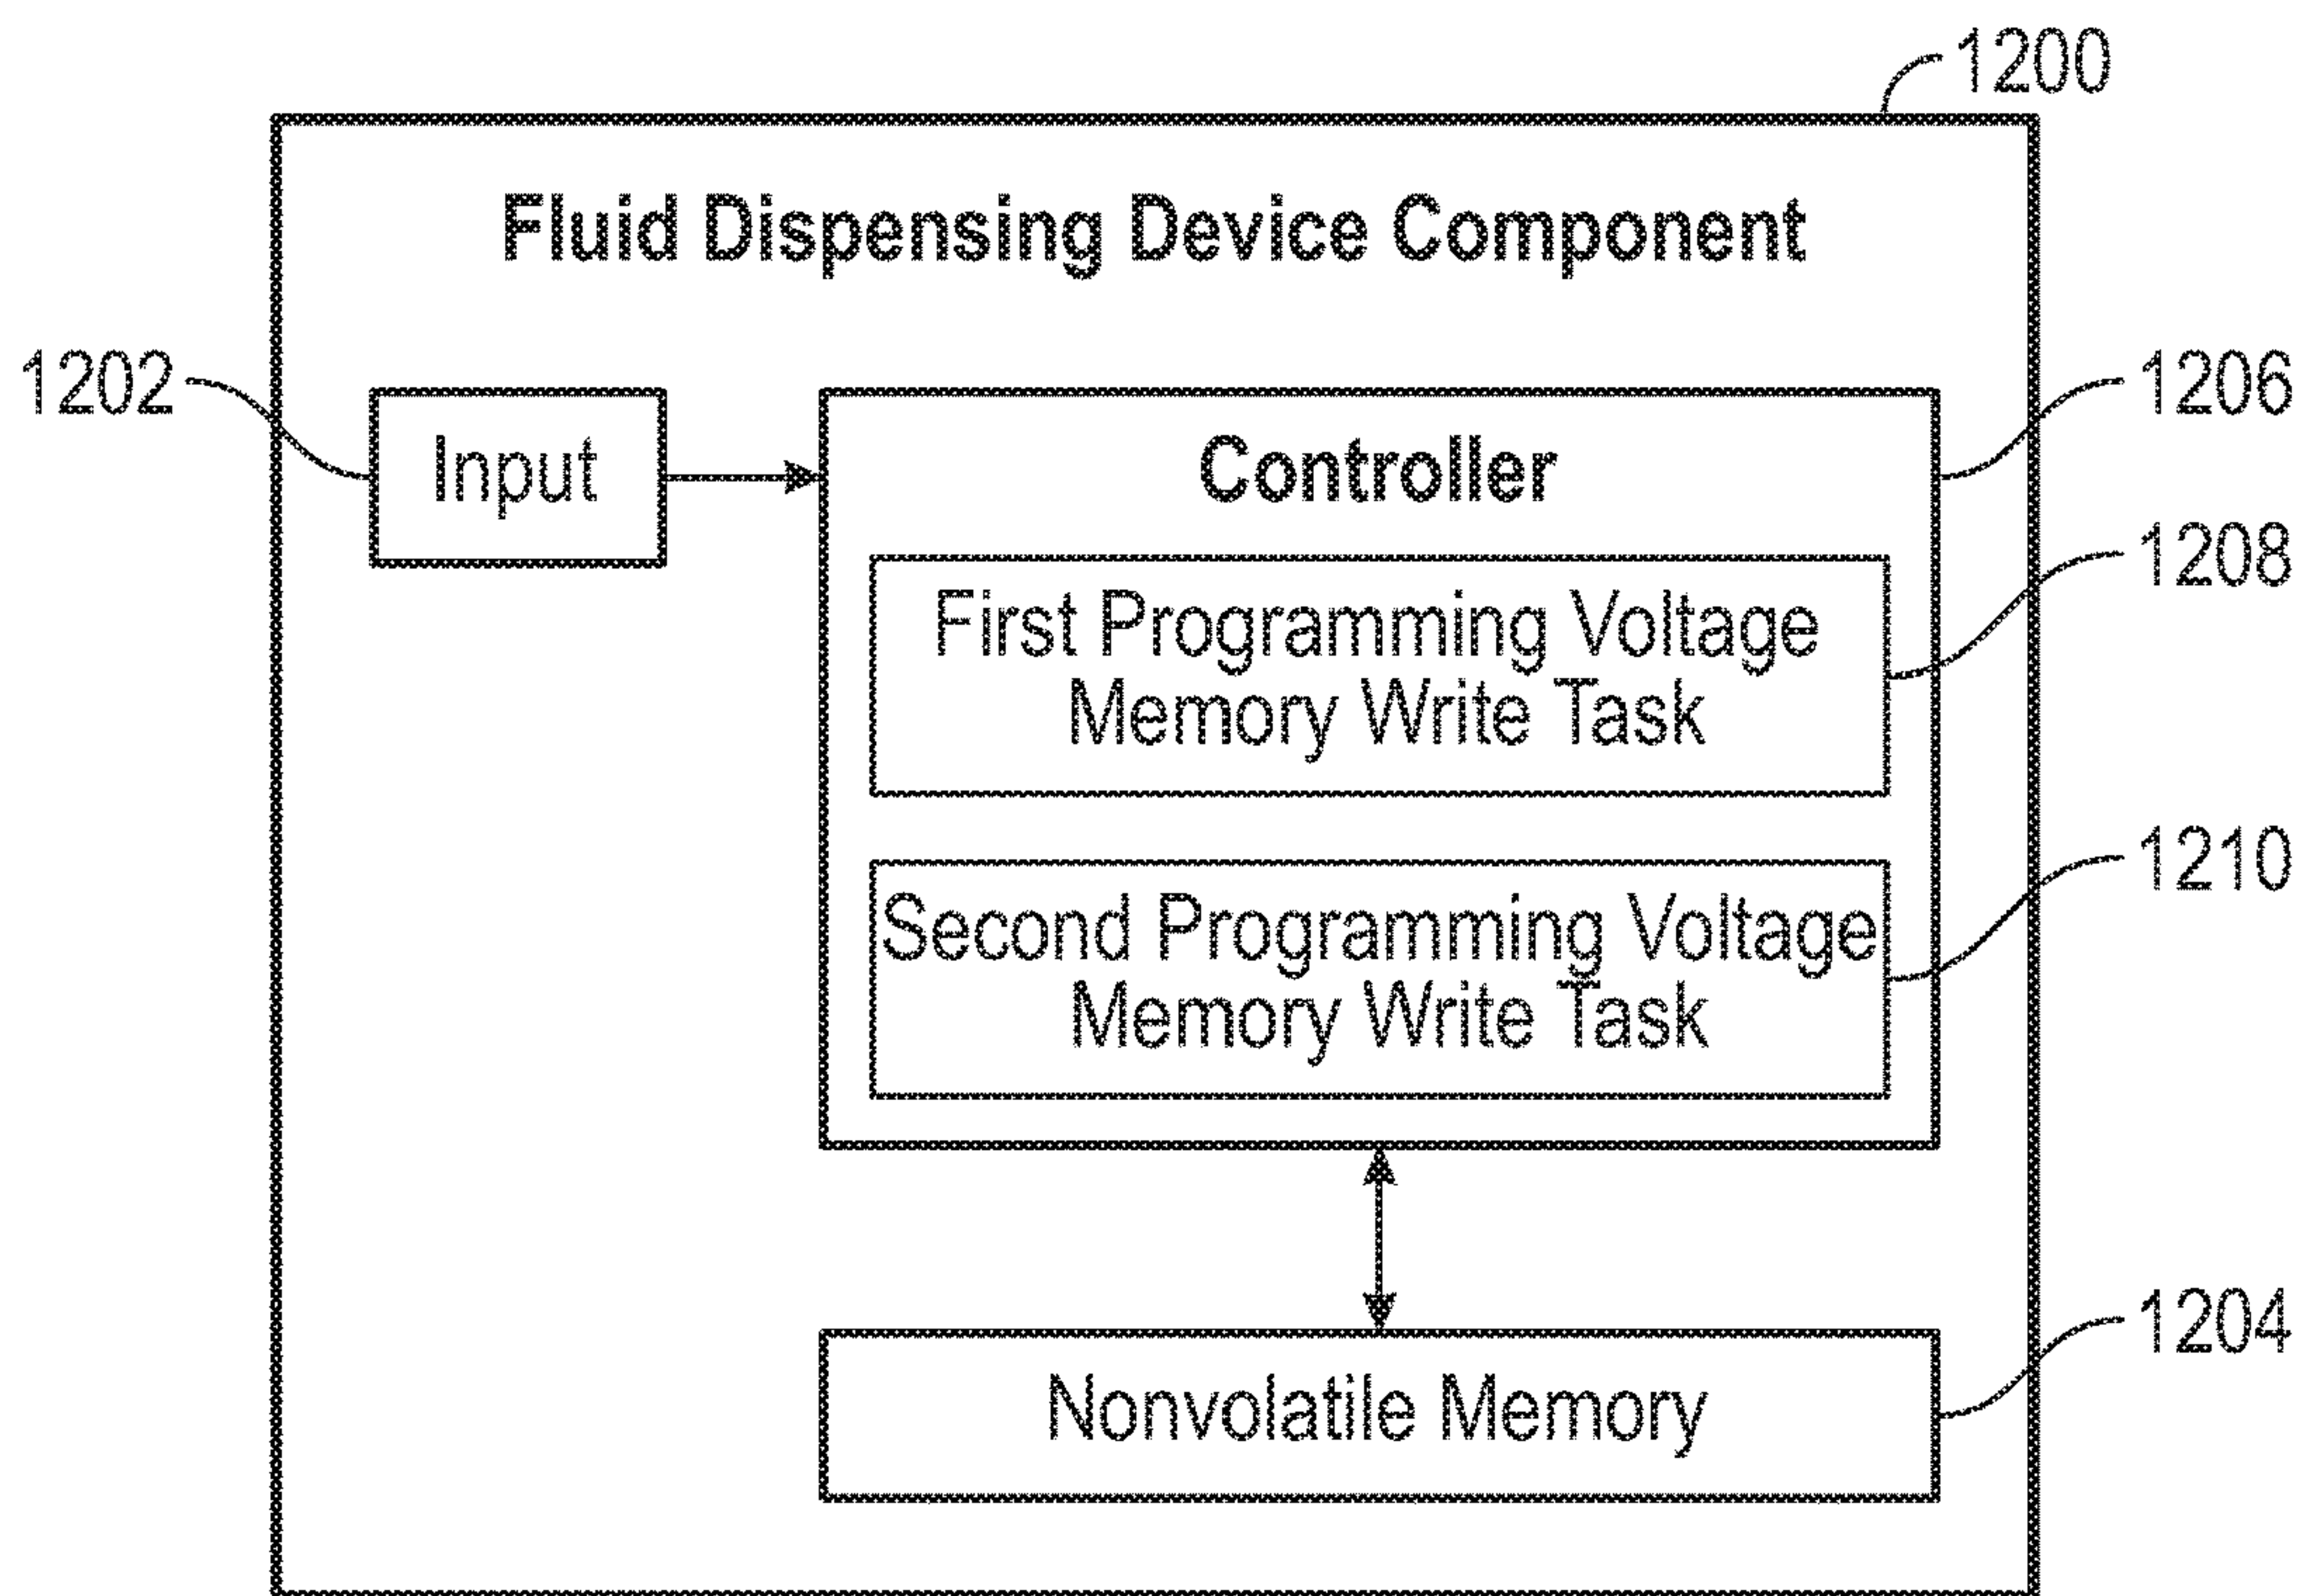 1200
Fluid Dispensing Device Component
1202
Input
Controller
1206
First Programming Voltage
Memory Write Task
1208
Second Programming Voltage
Memory Write Task
1210
Nonvolatile Memory
1204